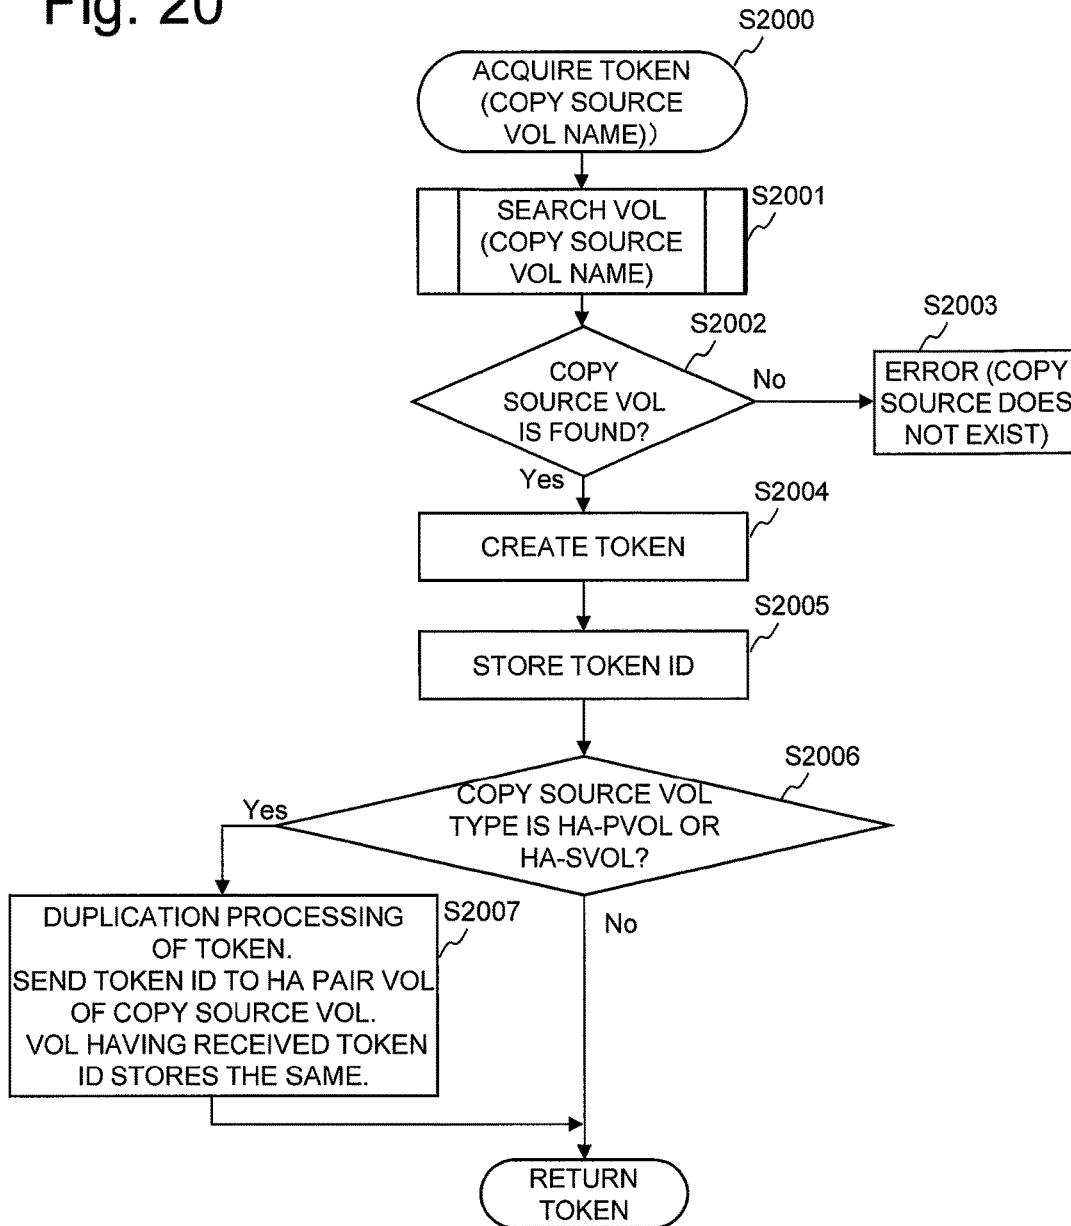 Fig. 20
S2000
ACQUIRE TOKEN
(COPY SOURCE
VOL NAME))
S2001
SEARCH VOL
(COPY SOURCE
VOL NAME)
S2002
COPY
SOURCE VOL
IS FOUND?
No
S2003
ERROR (COPY
SOURCE DOES
NOT EXIST)
Yes
S2004
CREATE TOKEN
S2005
STORE TOKEN ID
S2006
COPY SOURCE VOL
TYPE IS HA-PVOL OR
HA-SVOL?
Yes
No
S2007
DUPLICATION PROCESSING
OF TOKEN.
SEND TOKEN ID TO HA PAIR VOL
OF COPY SOURCE VOL.
VOL HAVING RECEIVED TOKEN
ID STORES THE SAME.
RETURN
TOKEN